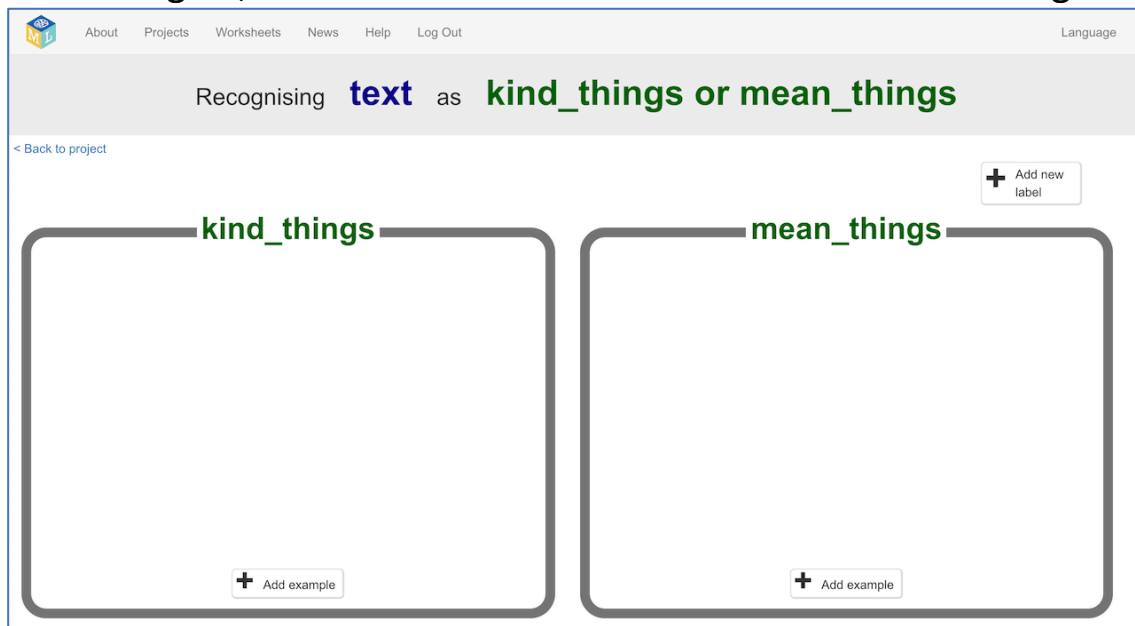 M L
About Projects Worksheets News Help Log Out Language
Recognising text as kind_things or mean_things
< Back to project
Add new
label
kind_things mean_things
Add example Add example